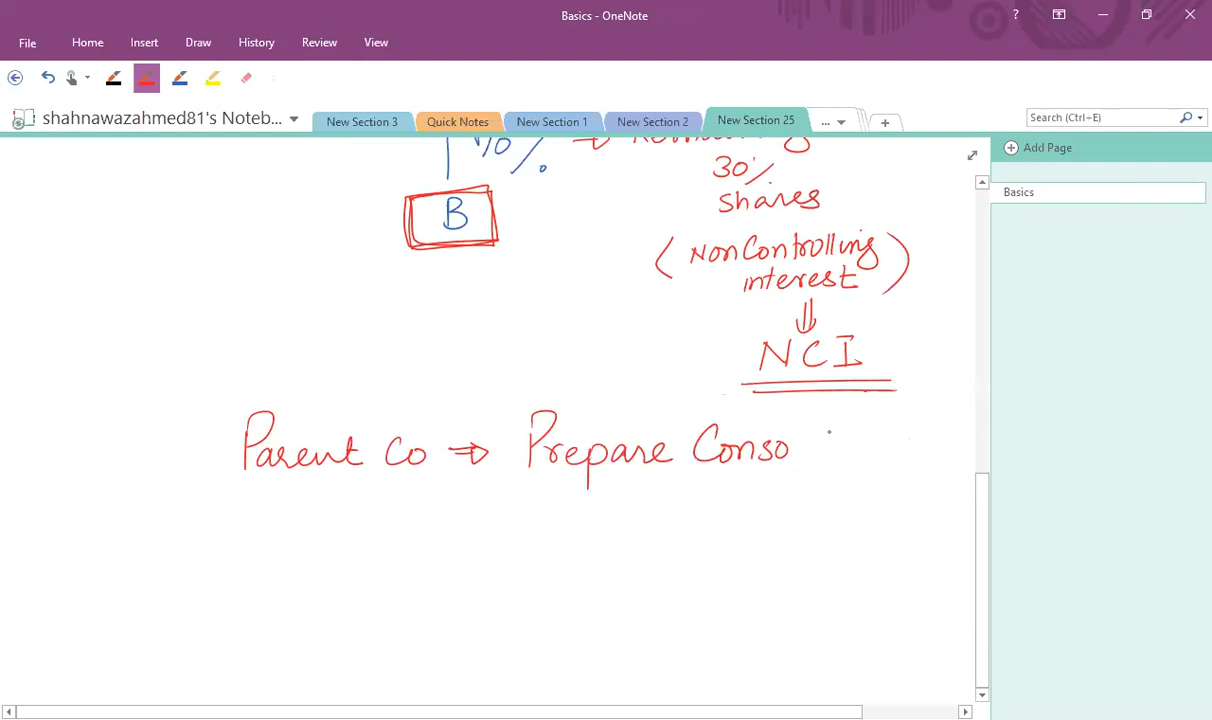 Basics - OneNote
?
File Home Insert Draw History Review View
shahnawazahmed81's Noteb...
New Section 3
Quick Notes
New Section 1
New Section 2
New Section 25
...
Search (Ctrl+E)
Add Page
Basics
70%
30%
shares
B
(NonControlling
interest)
⇓
NCI
Parent Co ⇒ Prepare Conso